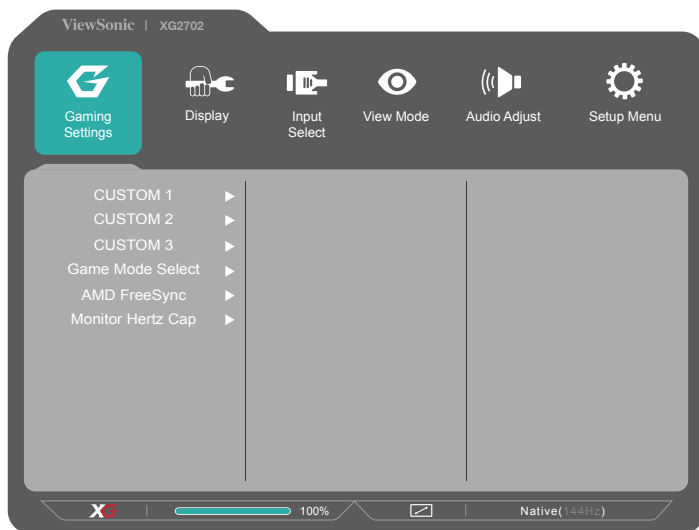 ViewSonic | XG2702
Gaming
Settings
Display
Input
Select
View Mode
Audio Adjust
Setup Menu
CUSTOM 1
CUSTOM 2
CUSTOM 3
Game Mode Select
AMD FreeSync
Monitor Hertz Cap
XG
100%
Native(144Hz)